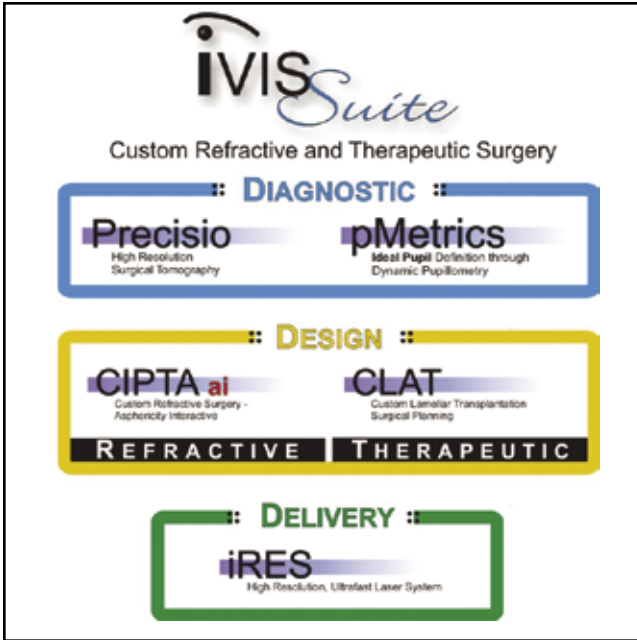 iVIS
Suite
Custom Refractive and Therapeutic Surgery
DIAGNOSTIC
Precisio
High Resolution
Surgical Tomography
pMetrics
Ideal Pupil Definition through
Dynamic Pupillometry
DESIGN
CIPTA ai
Custom Refractive Surgery -
Asphericity Interactive
REFRACTIVE
CLAT
Custom Lamellar Transplantation
Surgical Planning
THERAPEUTIC
DELIVERY
iRES
High Resolution, Ultrafast Laser System